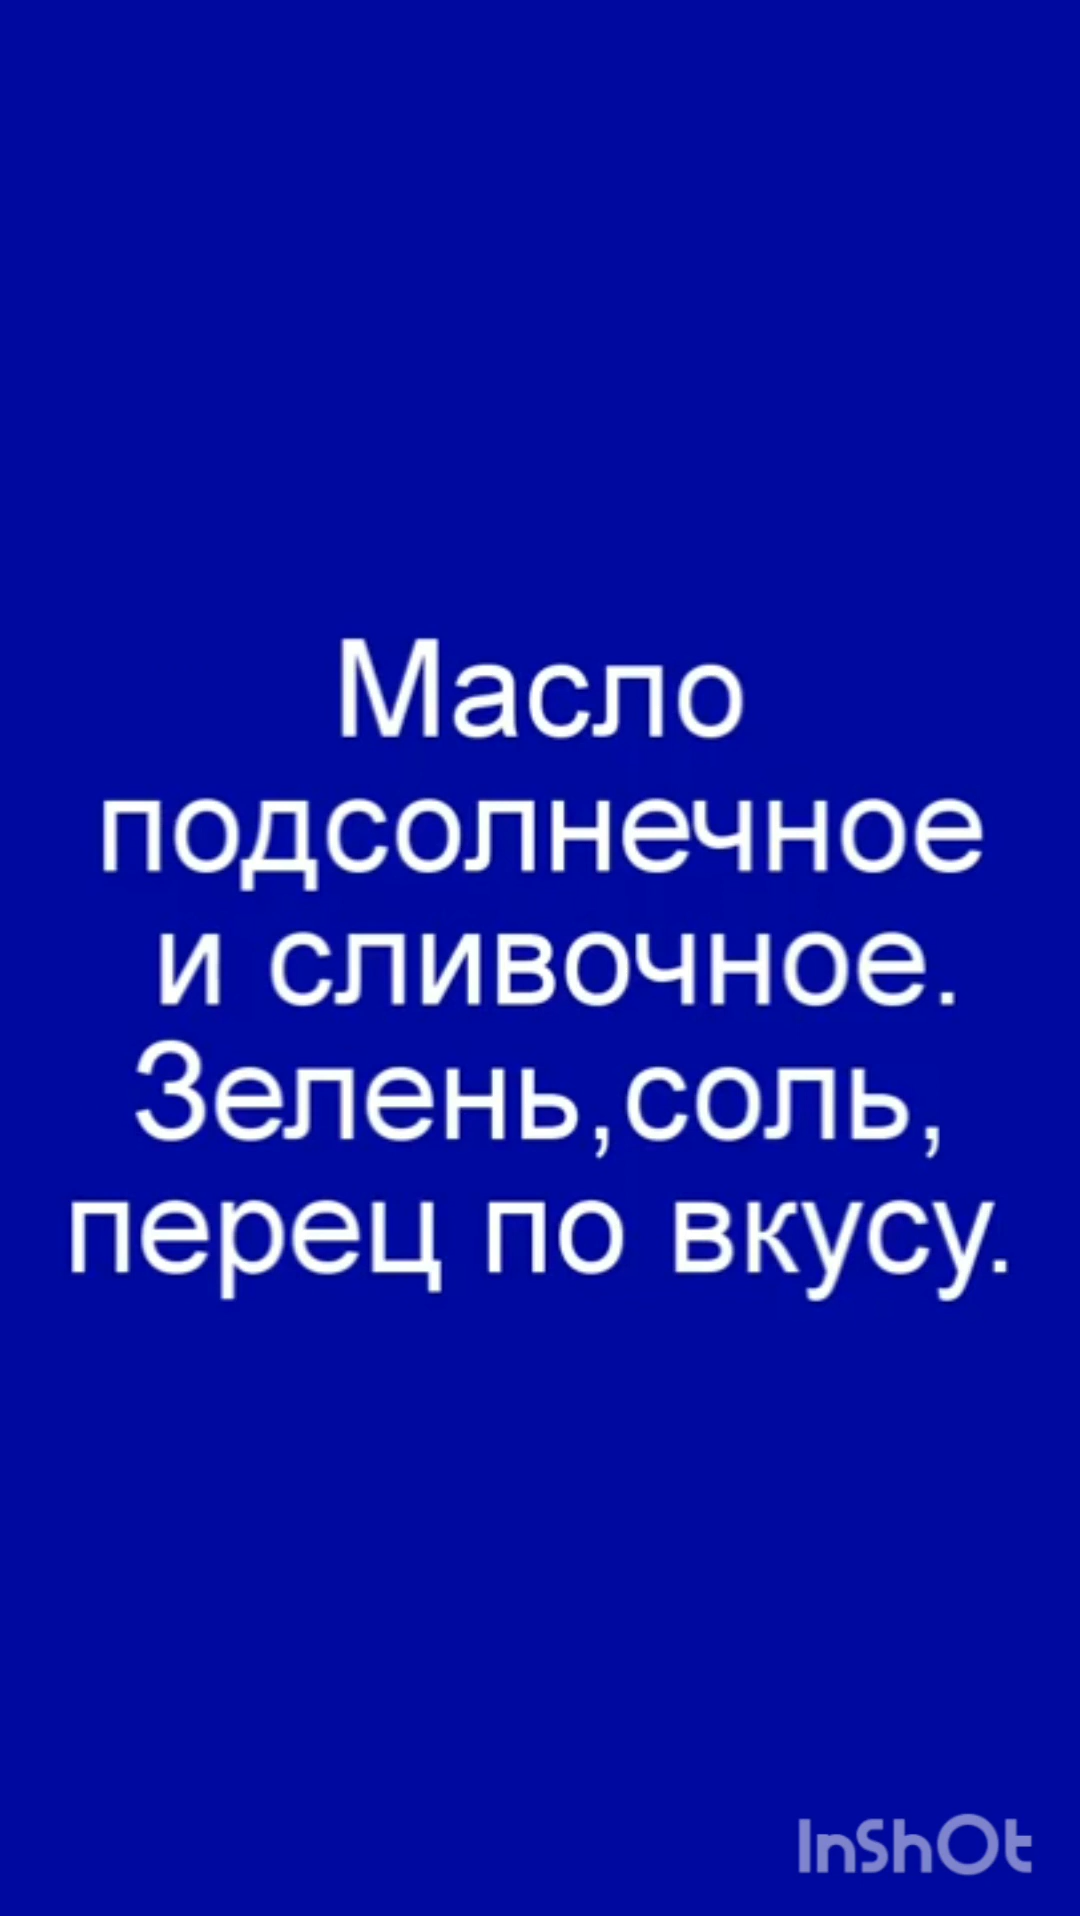 Масло
подсолнечное
и сливочное.
Зелень,соль,
перец по вкусу.
InShOt